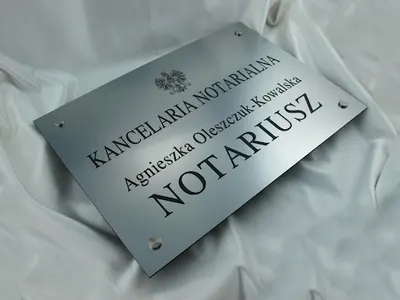 KANCELARIA NOTARIALNA
Agnieszka Oleszczuk-Kowalska
NOTARIUSZ